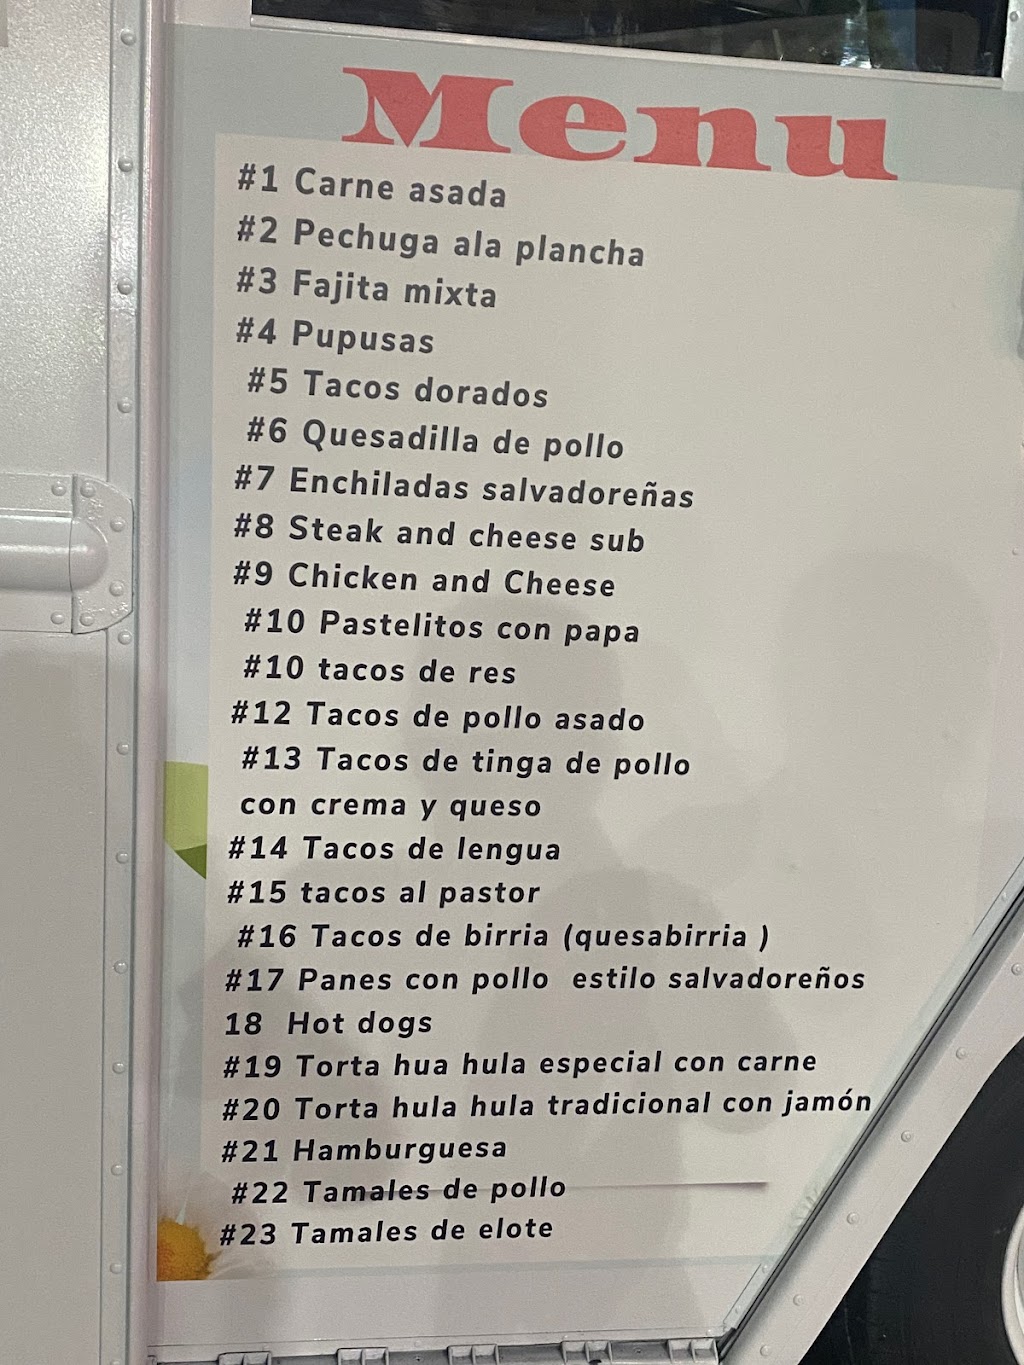 Menu
#1 Carne asada
#2 Pechuga ala plancha
#3 Fajita mixta
#4 Pupusas
#5 Tacos dorados
#6 Quesadilla de pollo
#7 Enchiladas salvadoreñas
#8 Steak and cheese sub
#9 Chicken and Cheese
#10 Pastelitos con papa
#10 tacos de res
#12 Tacos de pollo asado
#13 Tacos de tinga de pollo
con crema y queso
#14 Tacos de lengua
#15 tacos al pastor
#16 Tacos de birria (quesabirria )
#17 Panes con pollo  estilo salvadoreños
18  Hot dogs
#19 Torta hua hula especial con carne
#20 Torta hula hula tradicional con jamón
#21 Hamburguesa
#22 Tamales de pollo
#23 Tamales de elote